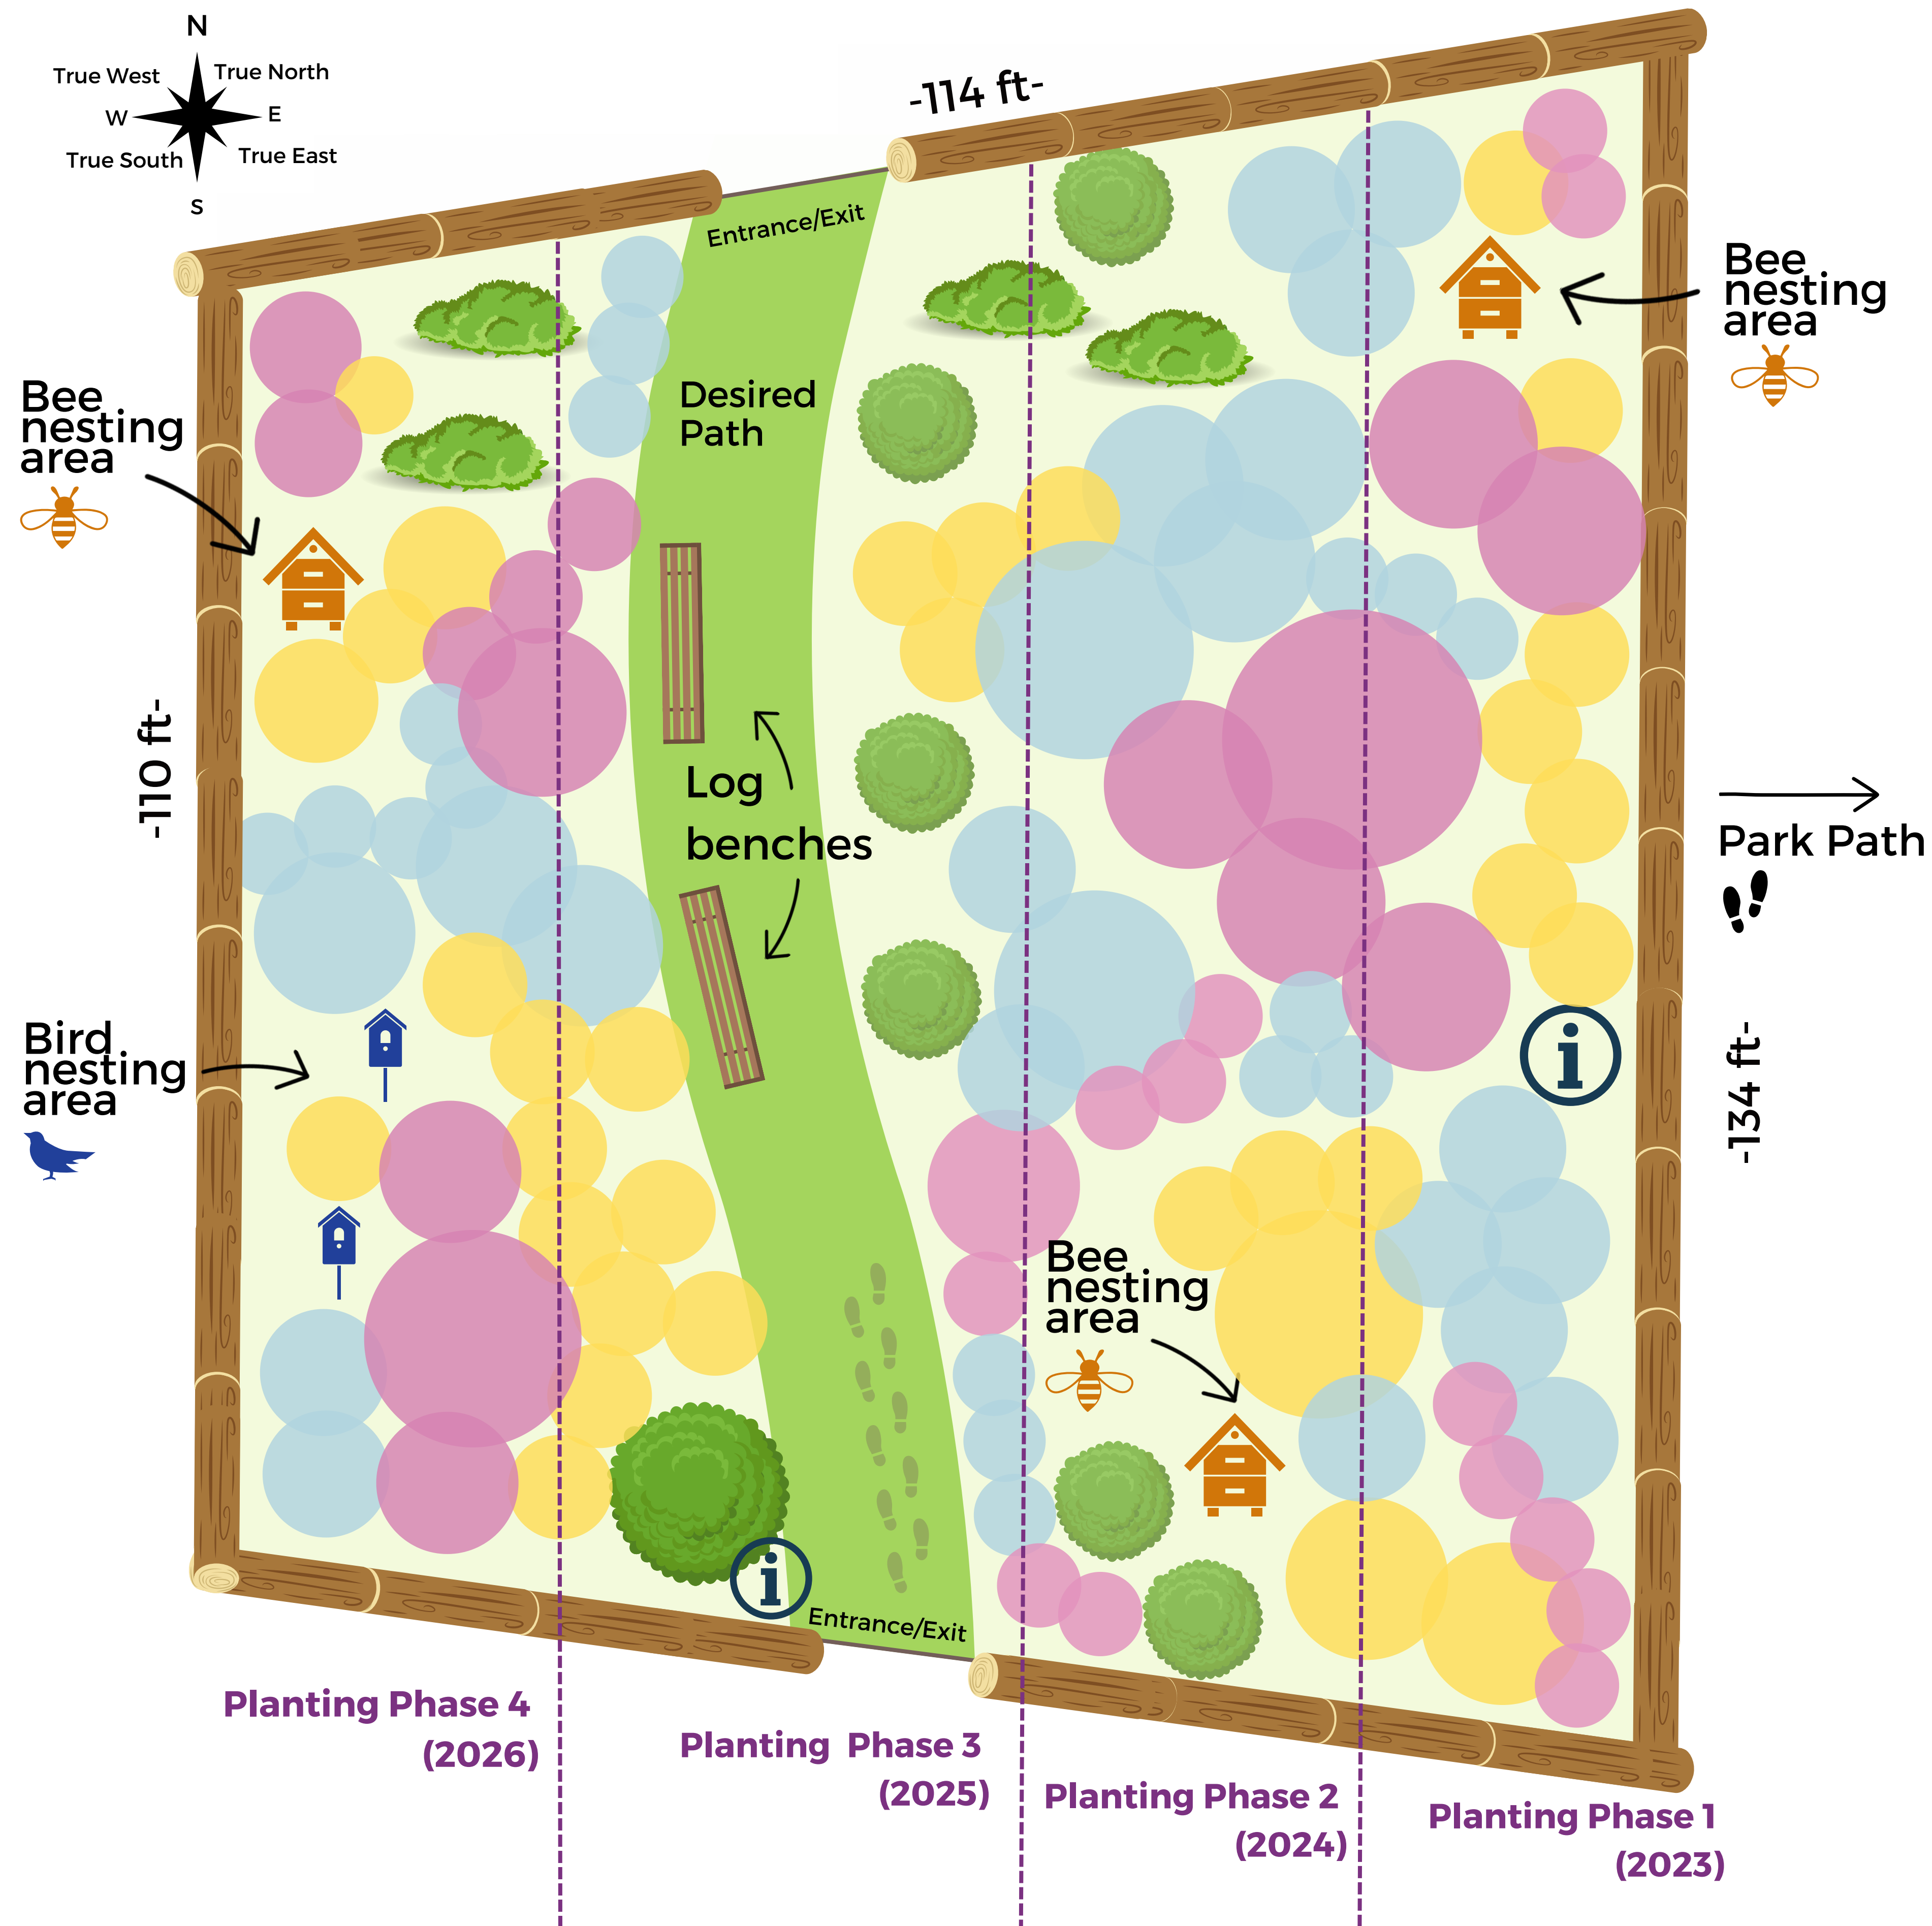 N
True West
True North
W
E
True South
True East
S
-114 ft-
Entrance/Exit
Bee
nesting
area
Desired
Path
Bee
nesting
area
-110 ft-
Log
benches
Park Path
Bird
nesting
area
i
-134 ft-
Bee
nesting
area
i
Entrance/Exit
Planting Phase 4
(2026)
Planting Phase 3
(2025)
Planting Phase 2
(2024)
Planting Phase 1
(2023)